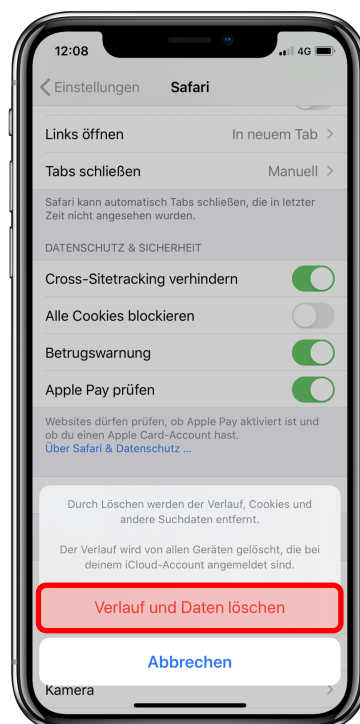 12:08 4G
Einstellungen Safari
Links öffnen In neuem Tab
Tabs schließen Manuell
Safari kann automatisch Tabs schließen, die in letzter
Zeit nicht angesehen wurden.
DATENSCHUTZ & SICHERHEIT
Cross-Sitetracking verhindern
Alle Cookies blockieren
Betrugswarnung
Apple Pay prüfen
Websites dürfen prüfen, ob Apple Pay aktiviert ist und
ob du einen Apple Card-Account hast.
Über Safari & Datenschutz ...
Durch Löschen werden der Verlauf, Cookies und
andere Suchdaten entfernt.
Der Verlauf wird von allen Geräten gelöscht, die bei
deinem iCloud-Account angemeldet sind.
Verlauf und Daten löschen
Abbrechen
Kamera